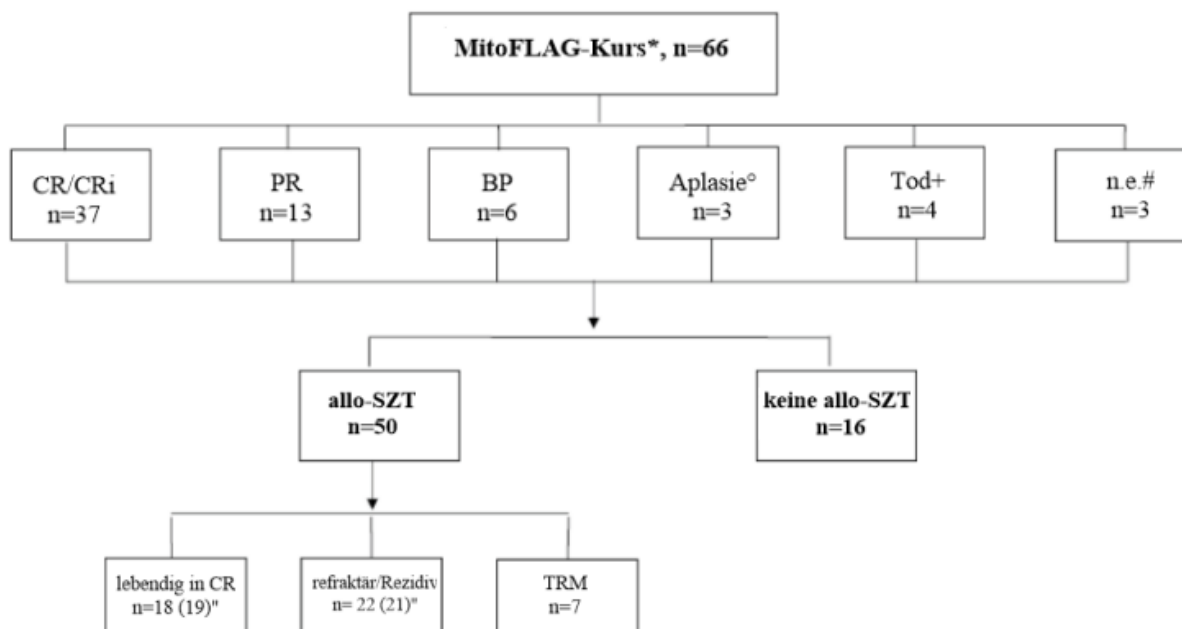 MitoFLAG-Kurs*, n=66
CR/CRi
n=37
PR
n=13
BP
n=6
Aplasie°
n=3
Tod+
n=4
n.e.#
n=3
allo-SZT
n=50
keine allo-SZT
n=16
lebendig in CR
n=18 (19)"
refraktär/Rezidiv
n= 22 (21)"
TRM
n=7